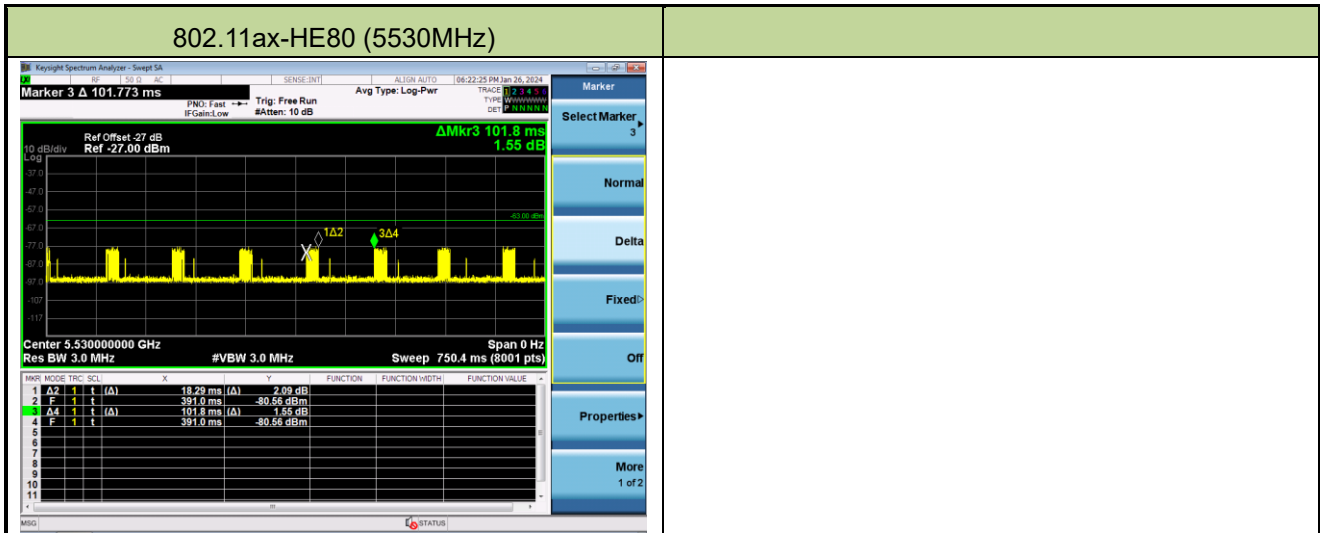 802.11ax-HE80 (5530MHz)
Keysight Spectrum Analyzer - Swept SA
RF 50 Ω AC SENSE:INT ALIGN AUTO 06:22:25 PM Jan 26, 2024
Marker 3 Δ 101.773 ms
PNO: Fast Trig: Free Run Avg Type: Log-Pwr TRACE 1 2 3 4 5 6
IFGain:Low #Atten: 10 dB TYPE WWWWWW
DET P N N N N N
Ref Offset -27 dB ΔMkr3 101.8 ms
10 dB/div Ref -27.00 dBm 1.55 dB
Log
-37.0
-47.0
-57.0
-63.00 dBm
-67.0
1Δ2 3Δ4
-77.0
X
-87.0
-97.0
-107
-117
Center 5.530000000 GHz Span 0 Hz
Res BW 3.0 MHz #VBW 3.0 MHz Sweep 750.4 ms (8001 pts)
MKR MODE TRC SCL X Y FUNCTION FUNCTION WIDTH FUNCTION VALUE
1 Δ2 1 t (Δ) 18.29 ms (Δ) 2.09 dB
2 F 1 t 391.0 ms -80.56 dBm
3 Δ4 1 t (Δ) 101.8 ms (Δ) 1.55 dB
4 F 1 t 391.0 ms -80.56 dBm
5
6
7
8
9
10
11
MSG STATUS
Marker
Select Marker
3
Normal
Delta
Fixed
Off
Properties
More
1 of 2